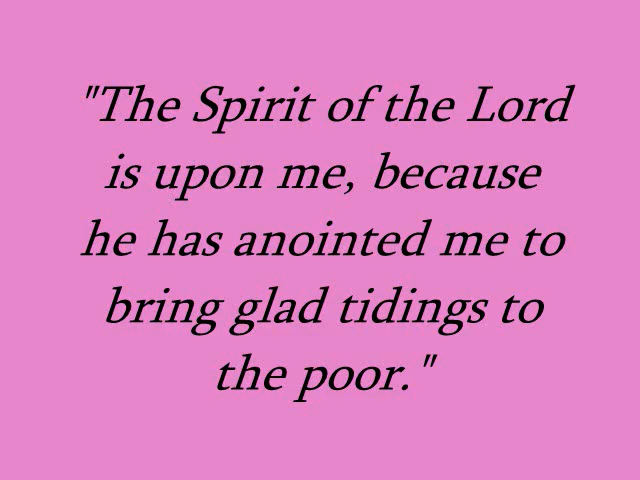 "The Spirit of the Lord
is upon me, because
he has anointed me to
bring glad tidings to
the poor."